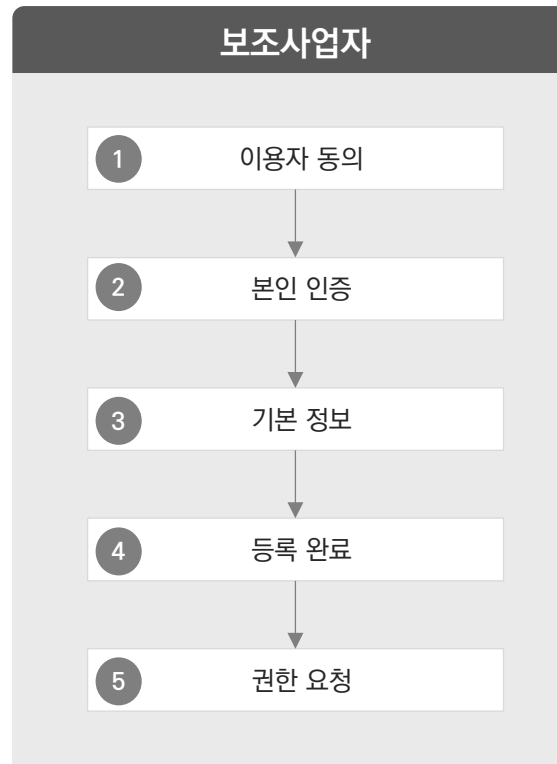 보조사업자
1 이용자 동의
2 본인 인증
3 기본 정보
4 등록 완료
5 권한 요청